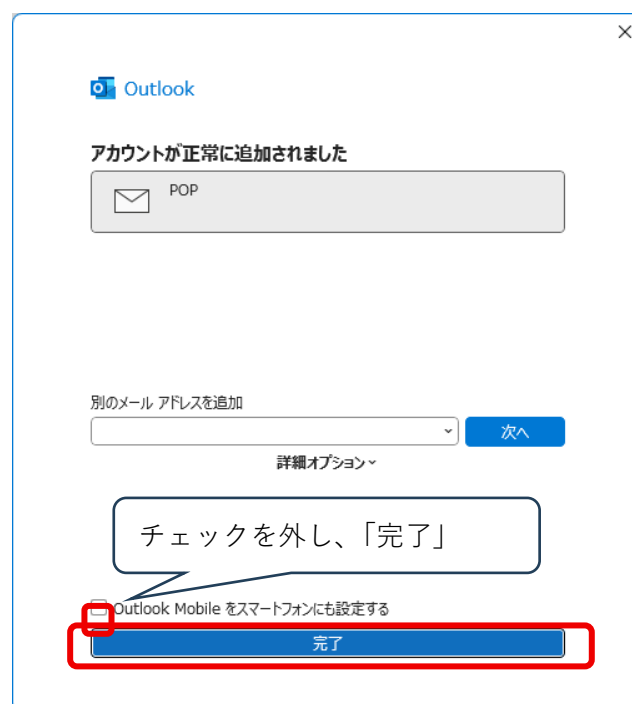 Outlook
アカウントが正常に追加されました
POP
別のメール アドレスを追加
次へ
詳細オプション
チェックを外し、「完了」
Outlook Mobile をスマートフォンにも設定する
完了